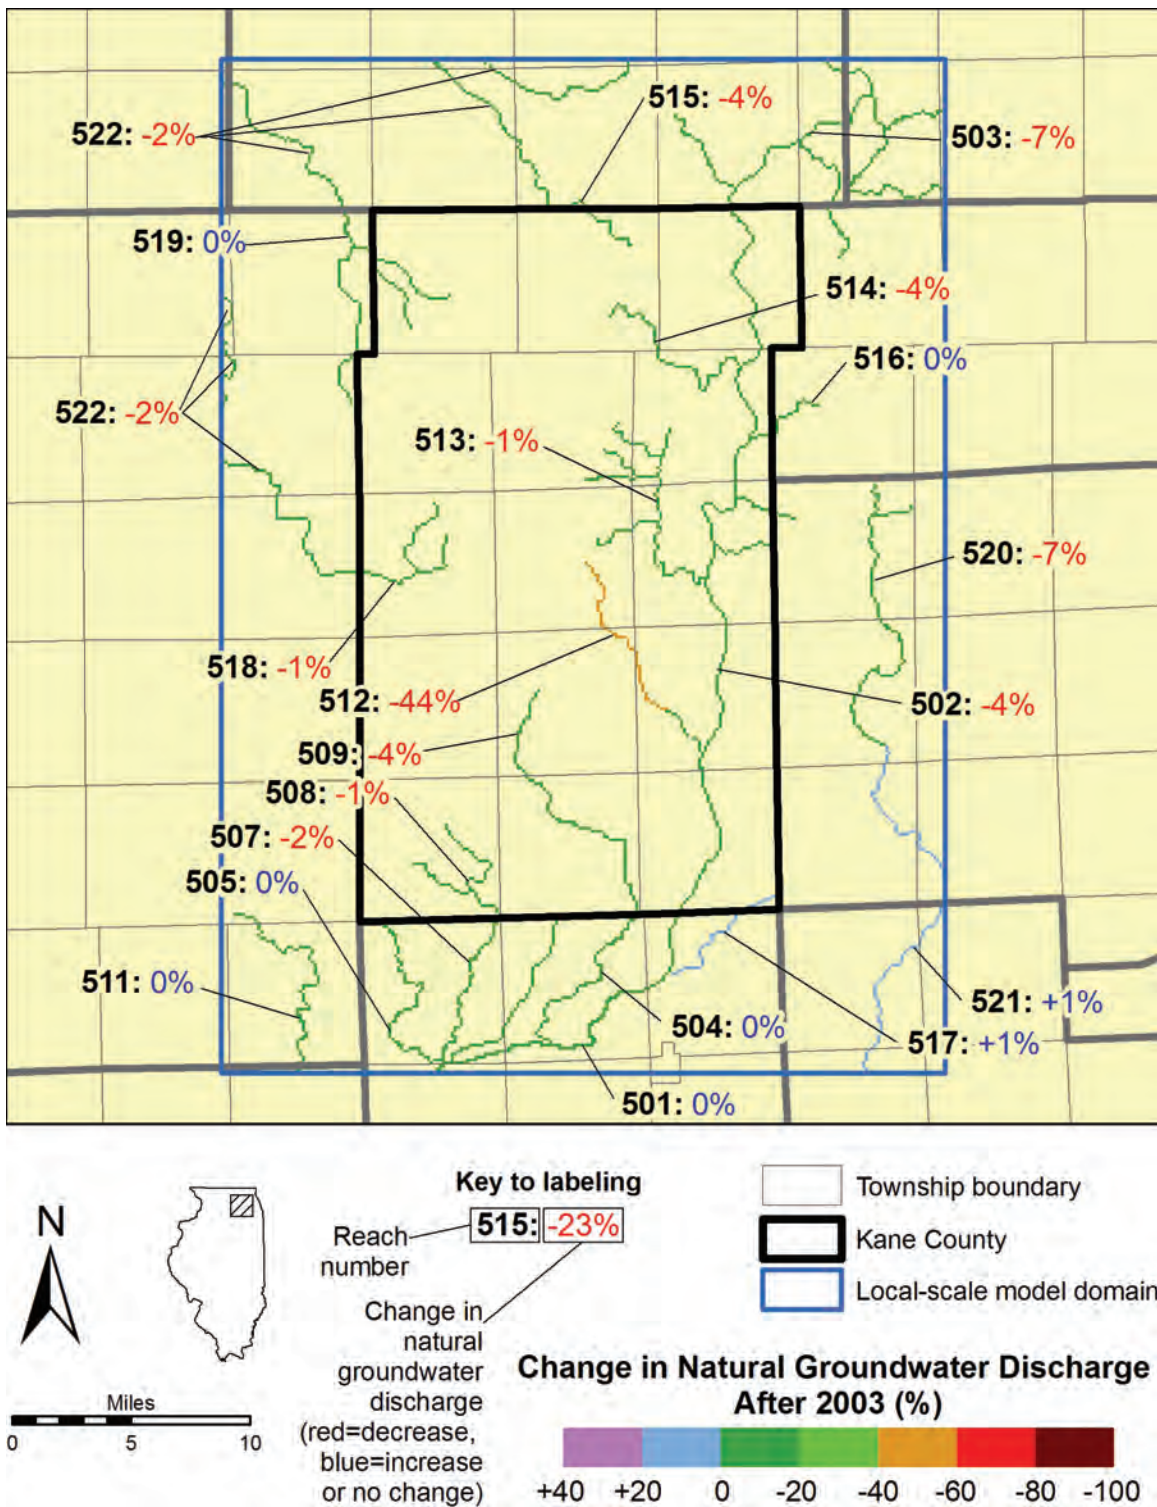 515: -4%
522: -2%
503: -7%
519: 0%
514: -4%
516: 0%
522: -2%
513: -1%
520: -7%
518: -1%
512: -44%
502: -4%
509: -4%
508: -1%
507: -2%
505: 0%
511: 0%
521: +1%
504: 0%
517: +1%
501: 0%
N
Miles
0 5 10
Key to labeling
515: -23%
Reach
number
Change in
natural
groundwater
discharge
(red=decrease,
blue=increase
or no change)
Township boundary
Kane County
Local-scale model domain
Change in Natural Groundwater Discharge
After 2003 (%)
+40 +20 0 -20 -40 -60 -80 -100